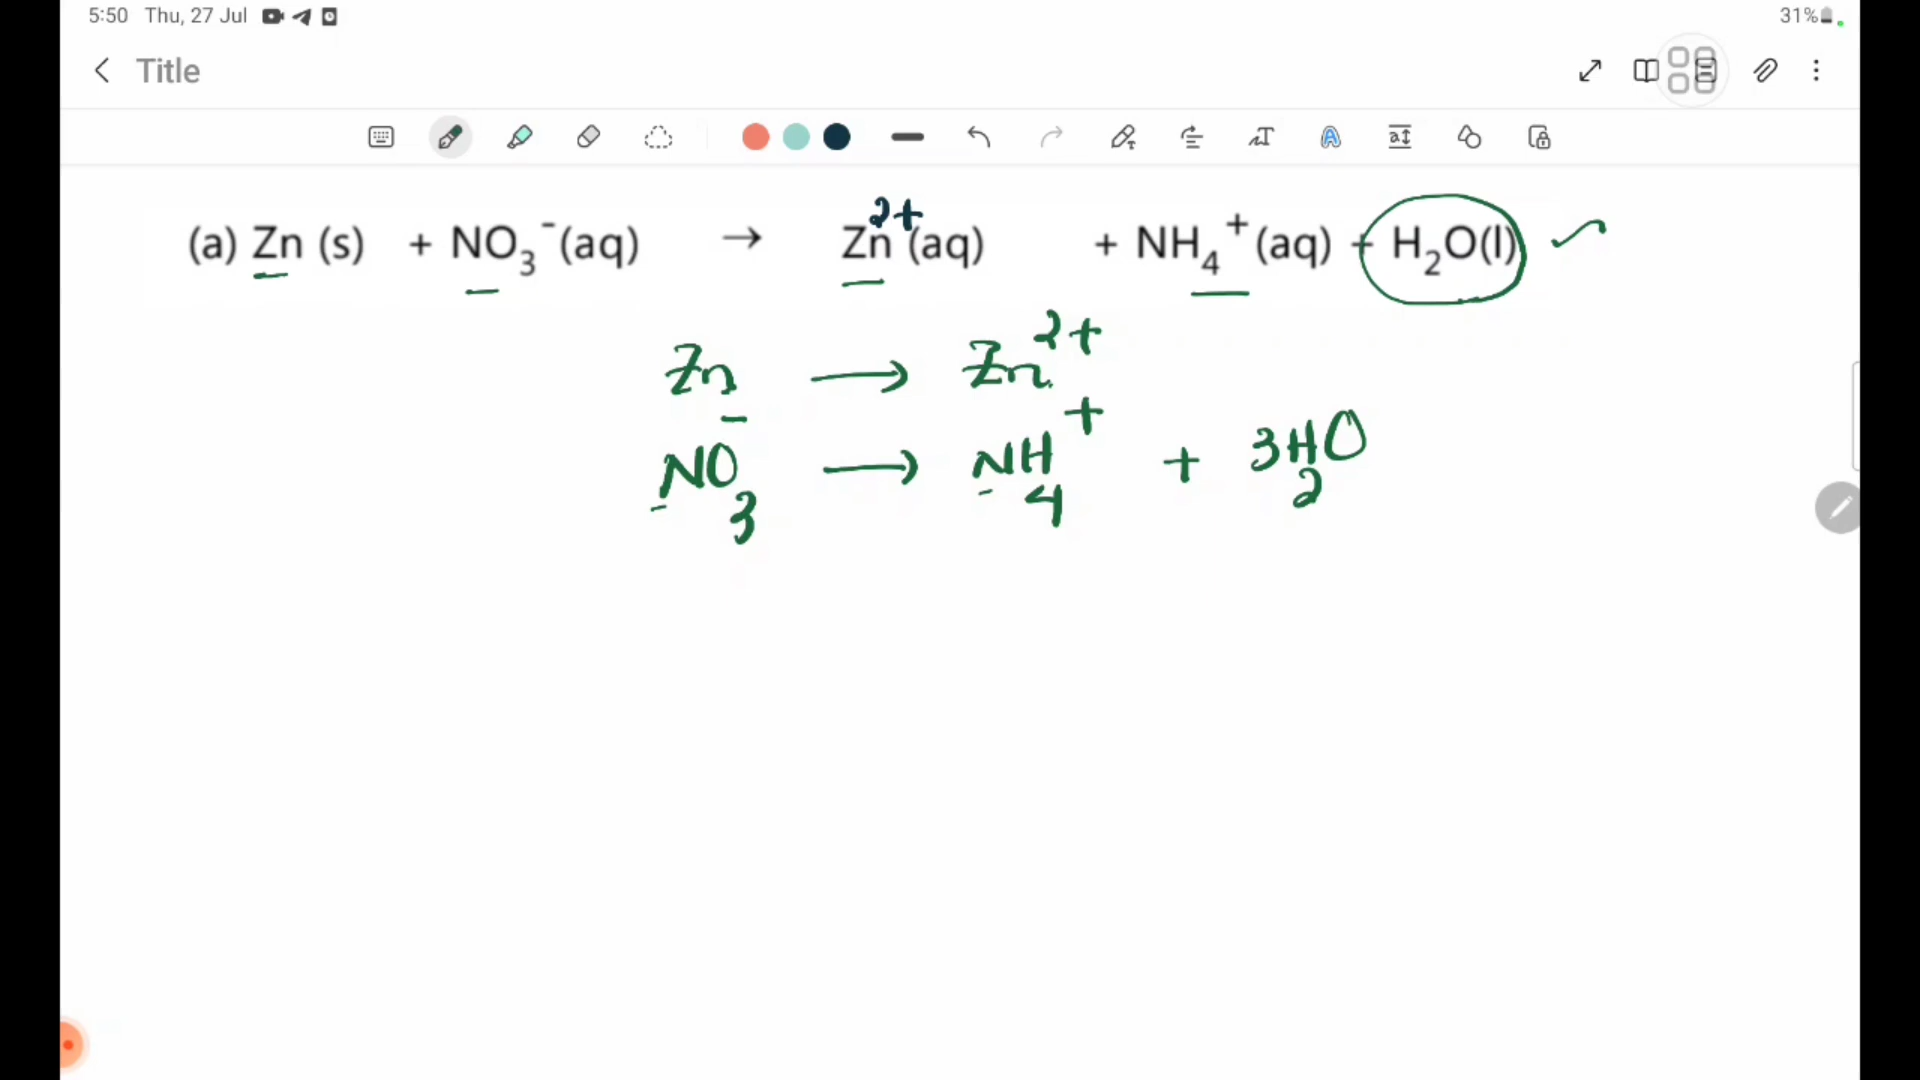 5:50 Thu, 27 Jul 31%
Title
(a) Zn (s) + NO₃⁻(aq) → Zn²⁺(aq) + NH₄⁺(aq) + H₂O(l)
Zn → Zn²⁺
NO₃⁻ → NH₄⁺ + 3H₂O